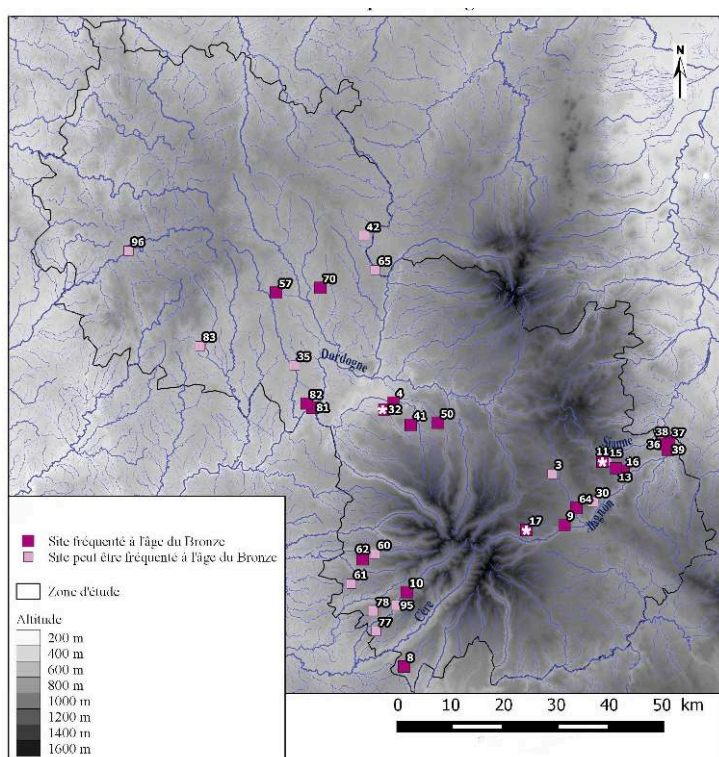 N
42
96
65
57
70
83
35
Dordogne
82
81
4
32
41
50
38
37
36
39
Sianne
11
15
16
13
3
30
64
Alagnon
9
17
60
62
61
10
95
78
Cère
77
8
Site fréquenté à l'âge du Bronze
Site peut être fréquenté à l'âge du Bronze
Zone d'étude
Altitude
200 m
400 m
600 m
800 m
1000 m
1200 m
1400 m
1600 m
0 10 20 30 40 50 km